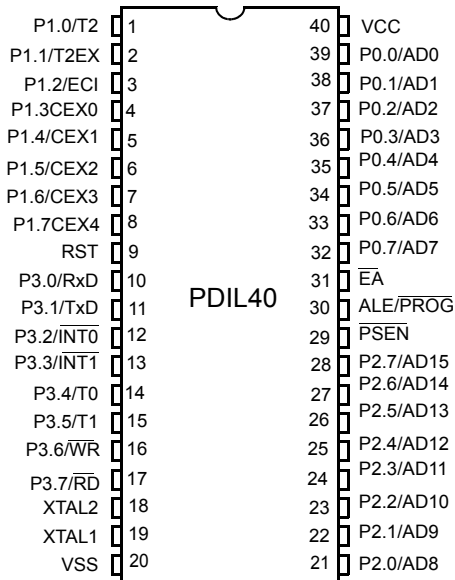 P1.0/T2 1 40 VCC
P1.1/T2EX 2 39 P0.0/AD0
P1.2/ECI 3 38 P0.1/AD1
P1.3CEX0 4 37 P0.2/AD2
P1.4/CEX1 5 36 P0.3/AD3
P1.5/CEX2 6 35 P0.4/AD4
P1.6/CEX3 7 34 P0.5/AD5
P1.7CEX4 8 33 P0.6/AD6
RST 9 32 P0.7/AD7
P3.0/RxD 10 31 E̅A̅
P3.1/TxD 11 PDIL40 30 ALE/P̅R̅O̅G̅
P3.2/I̅N̅T̅0̅ 12 29 P̅S̅E̅N̅
P3.3/I̅N̅T̅1̅ 13 28 P2.7/AD15
P3.4/T0 14 27 P2.6/AD14
P3.5/T1 15 26 P2.5/AD13
P3.6/W̅R̅ 16 25 P2.4/AD12
P3.7/R̅D̅ 17 24 P2.3/AD11
XTAL2 18 23 P2.2/AD10
XTAL1 19 22 P2.1/AD9
VSS 20 21 P2.0/AD8